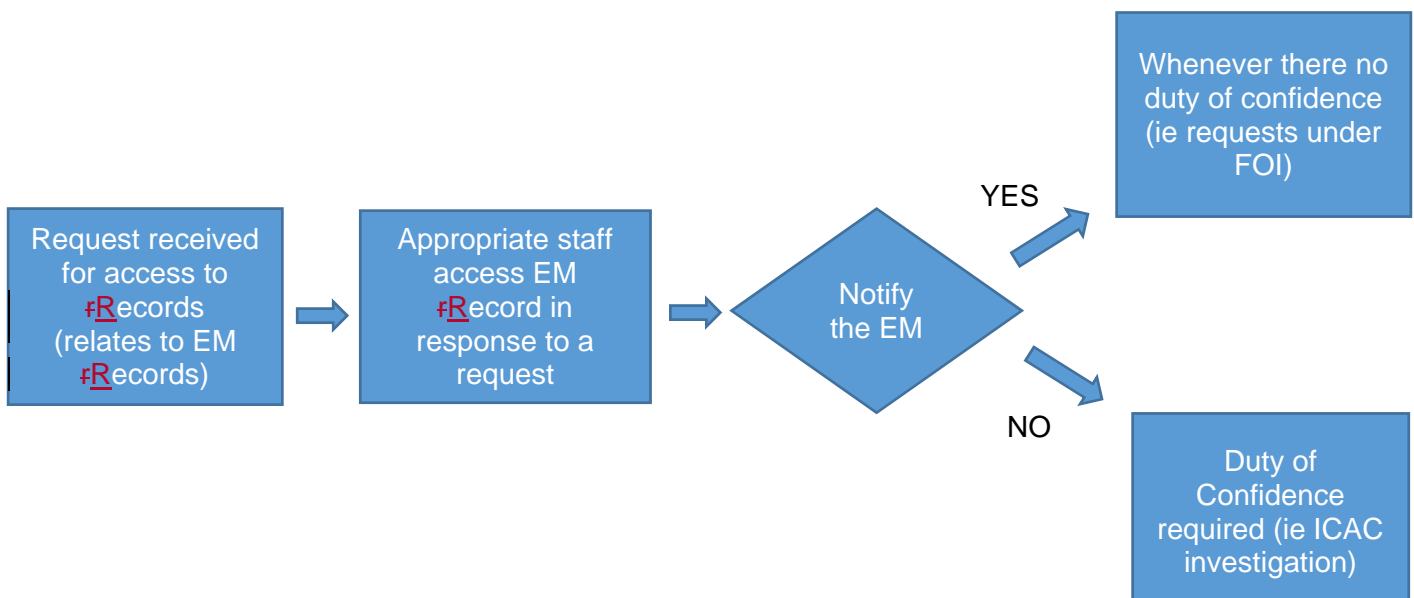 Request received
for access to
rRecords
(relates to EM
rRecords)
Appropriate staff
access EM
rRecord in
response to a
request
Notify
the EM
YES
Whenever there no
duty of confidence
(ie requests under
FOI)
NO
Duty of
Confidence
required (ie ICAC
investigation)